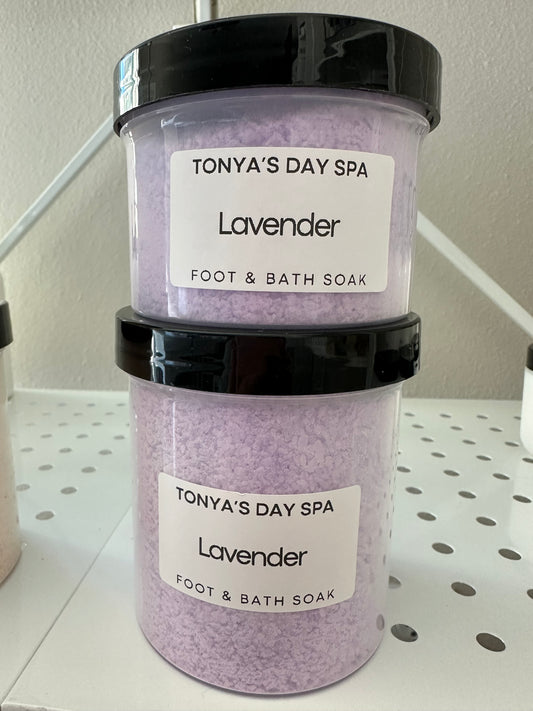 TONYA'S DAY SPA
Lavender
FOOT & BATH SOAK
TONYA'S DAY SPA
Lavender
FOOT & BATH SOAK